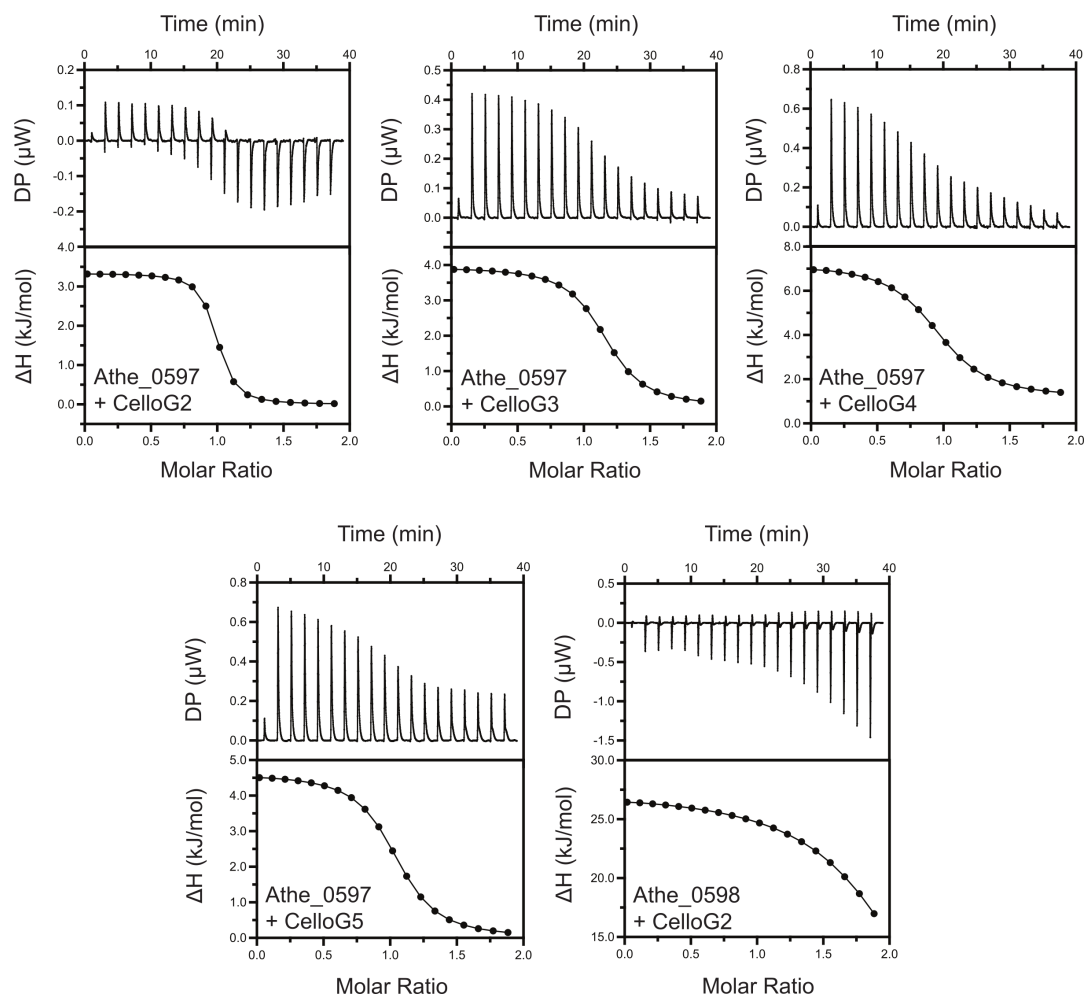 Time (min)
0 10 20 30 40
0.2
0.1
0.0
-0.1
-0.2
DP (µW)
4.0
3.0
2.0
1.0
0.0
ΔH (kJ/mol)
Athe_0597
+ CelloG2
0.0 0.5 1.0 1.5 2.0
Molar Ratio
Time (min)
0 10 20 30 40
0.5
0.4
0.3
0.2
0.1
0.0
DP (µW)
4.0
3.0
2.0
1.0
0.0
ΔH (kJ/mol)
Athe_0597
+ CelloG3
0.0 0.5 1.0 1.5 2.0
Molar Ratio
Time (min)
0 10 20 30 40
0.8
0.6
0.4
0.2
0.0
DP (µW)
8.0
6.0
4.0
2.0
0.0
ΔH (kJ/mol)
Athe_0597
+ CelloG4
0.0 0.5 1.0 1.5 2.0
Molar Ratio
Time (min)
0 10 20 30 40
0.8
0.6
0.4
0.2
0.0
DP (µW)
5.0
4.0
3.0
2.0
1.0
0.0
ΔH (kJ/mol)
Athe_0597
+ CelloG5
0.0 0.5 1.0 1.5 2.0
Molar Ratio
Time (min)
0 10 20 30 40
0.5
0.0
-0.5
-1.0
-1.5
DP (µW)
30.0
25.0
20.0
15.0
ΔH (kJ/mol)
Athe_0598
+ CelloG2
0.0 0.5 1.0 1.5 2.0
Molar Ratio